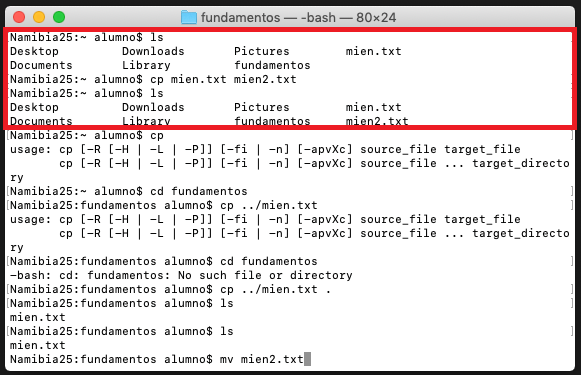 fundamentos — -bash — 80×24
Namibia25:~ alumno$ ls
Desktop Downloads Pictures mien.txt
Documents Library fundamentos
[Namibia25:~ alumno$ cp mien.txt mien2.txt ]
[Namibia25:~ alumno$ ls ]
Desktop Downloads Pictures mien.txt
Documents Library fundamentos mien2.txt
[Namibia25:~ alumno$ cp ]
usage: cp [-R [-H | -L | -P]] [-fi | -n] [-apvXc] source_file target_file
cp [-R [-H | -L | -P]] [-fi | -n] [-apvXc] source_file ... target_directo
ry
[Namibia25:~ alumno$ cd fundamentos ]
[Namibia25:fundamentos alumno$ cp ../mien.txt ]
usage: cp [-R [-H | -L | -P]] [-fi | -n] [-apvXc] source_file target_file
cp [-R [-H | -L | -P]] [-fi | -n] [-apvXc] source_file ... target_directo
ry
[Namibia25:fundamentos alumno$ cd fundamentos ]
-bash: cd: fundamentos: No such file or directory
[Namibia25:fundamentos alumno$ cp ../mien.txt . ]
[Namibia25:fundamentos alumno$ ls ]
mien.txt
[Namibia25:fundamentos alumno$ ls ]
mien.txt
Namibia25:fundamentos alumno$ mv mien2.txt